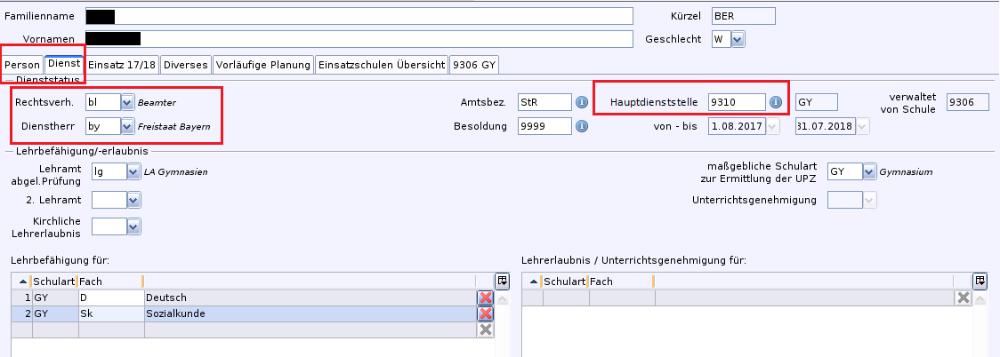 Familienname Kürzel BER
Vornamen Geschlecht W
Person Dienst Einsatz 17/18 Diverses Vorläufige Planung Einsatzschulen Übersicht 9306 GY
Dienststatus
Rechtsverh. bl Beamter Amtsbez. StR Hauptdienststelle 9310 GY verwaltet von Schule 9306
Dienstherr by Freistaat Bayern Besoldung 9999 von - bis 1.08.2017 31.07.2018
Lehrbefähigung/-erlaubnis
Lehramt abgel.Prüfung lg LA Gymnasien maßgebliche Schulart zur Ermittlung der UPZ GY Gymnasium
2. Lehramt Unterrichtsgenehmigung
Kirchliche Lehrerlaubnis
Lehrbefähigung für: Lehrerlaubnis / Unterrichtsgenehmigung für:
Schulart Fach Schulart Fach
1 GY D Deutsch
2 GY Sk Sozialkunde